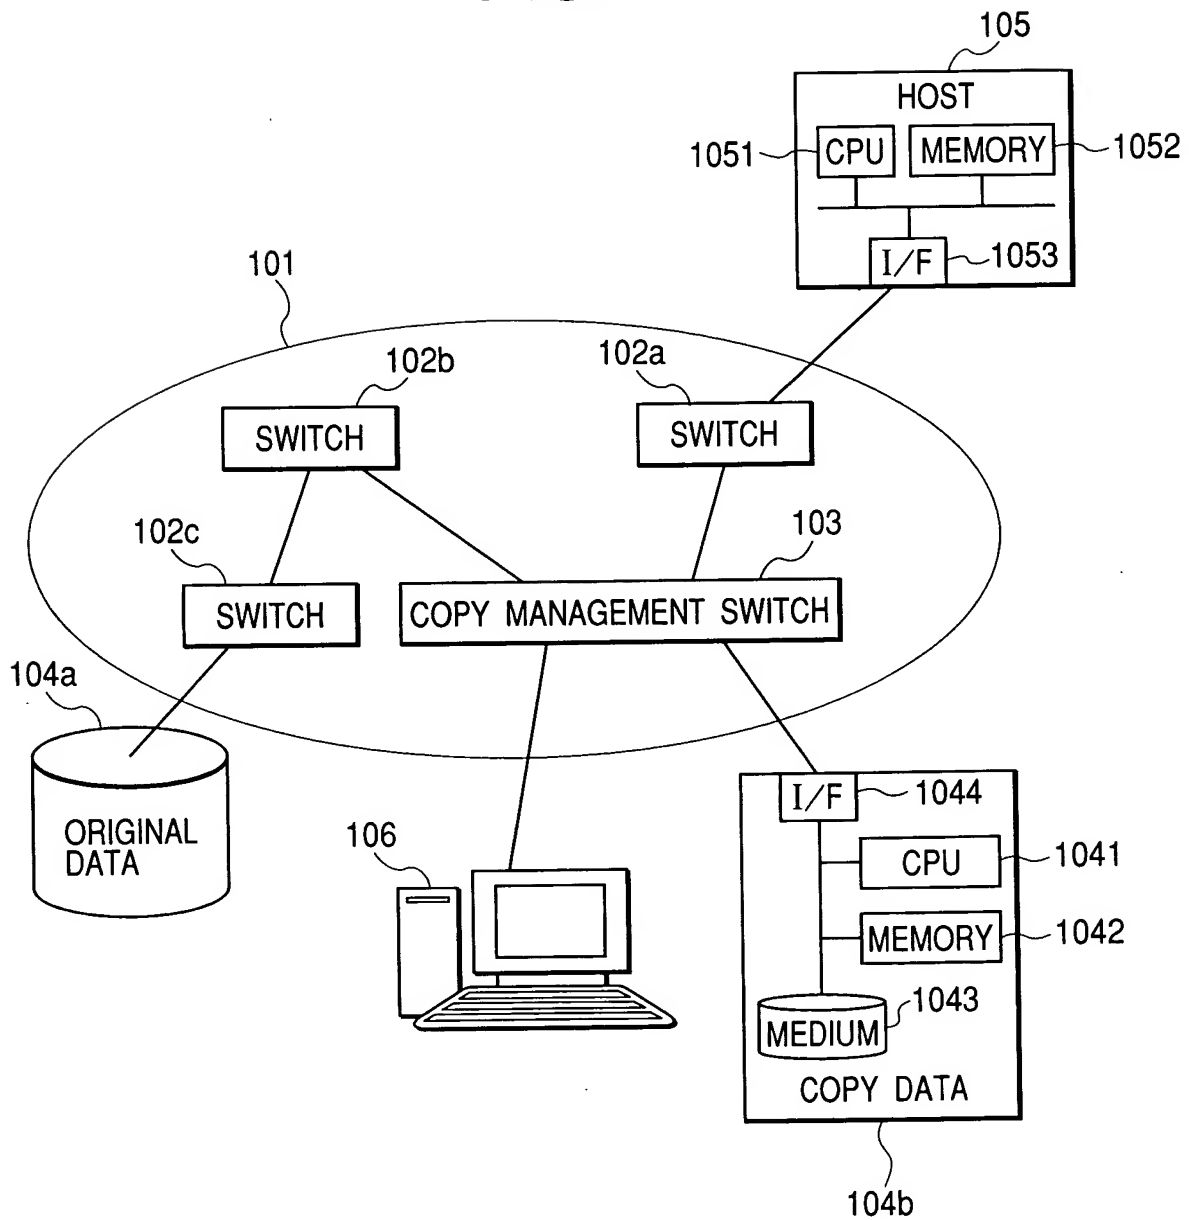 105
HOST
1051
CPU
MEMORY
1052
I/F
1053
101
102b
102a
SWITCH
SWITCH
102c
103
SWITCH
COPY MANAGEMENT SWITCH
104a
ORIGINAL
DATA
106
I/F
1044
CPU
1041
MEMORY
1042
MEDIUM
1043
COPY DATA
104b